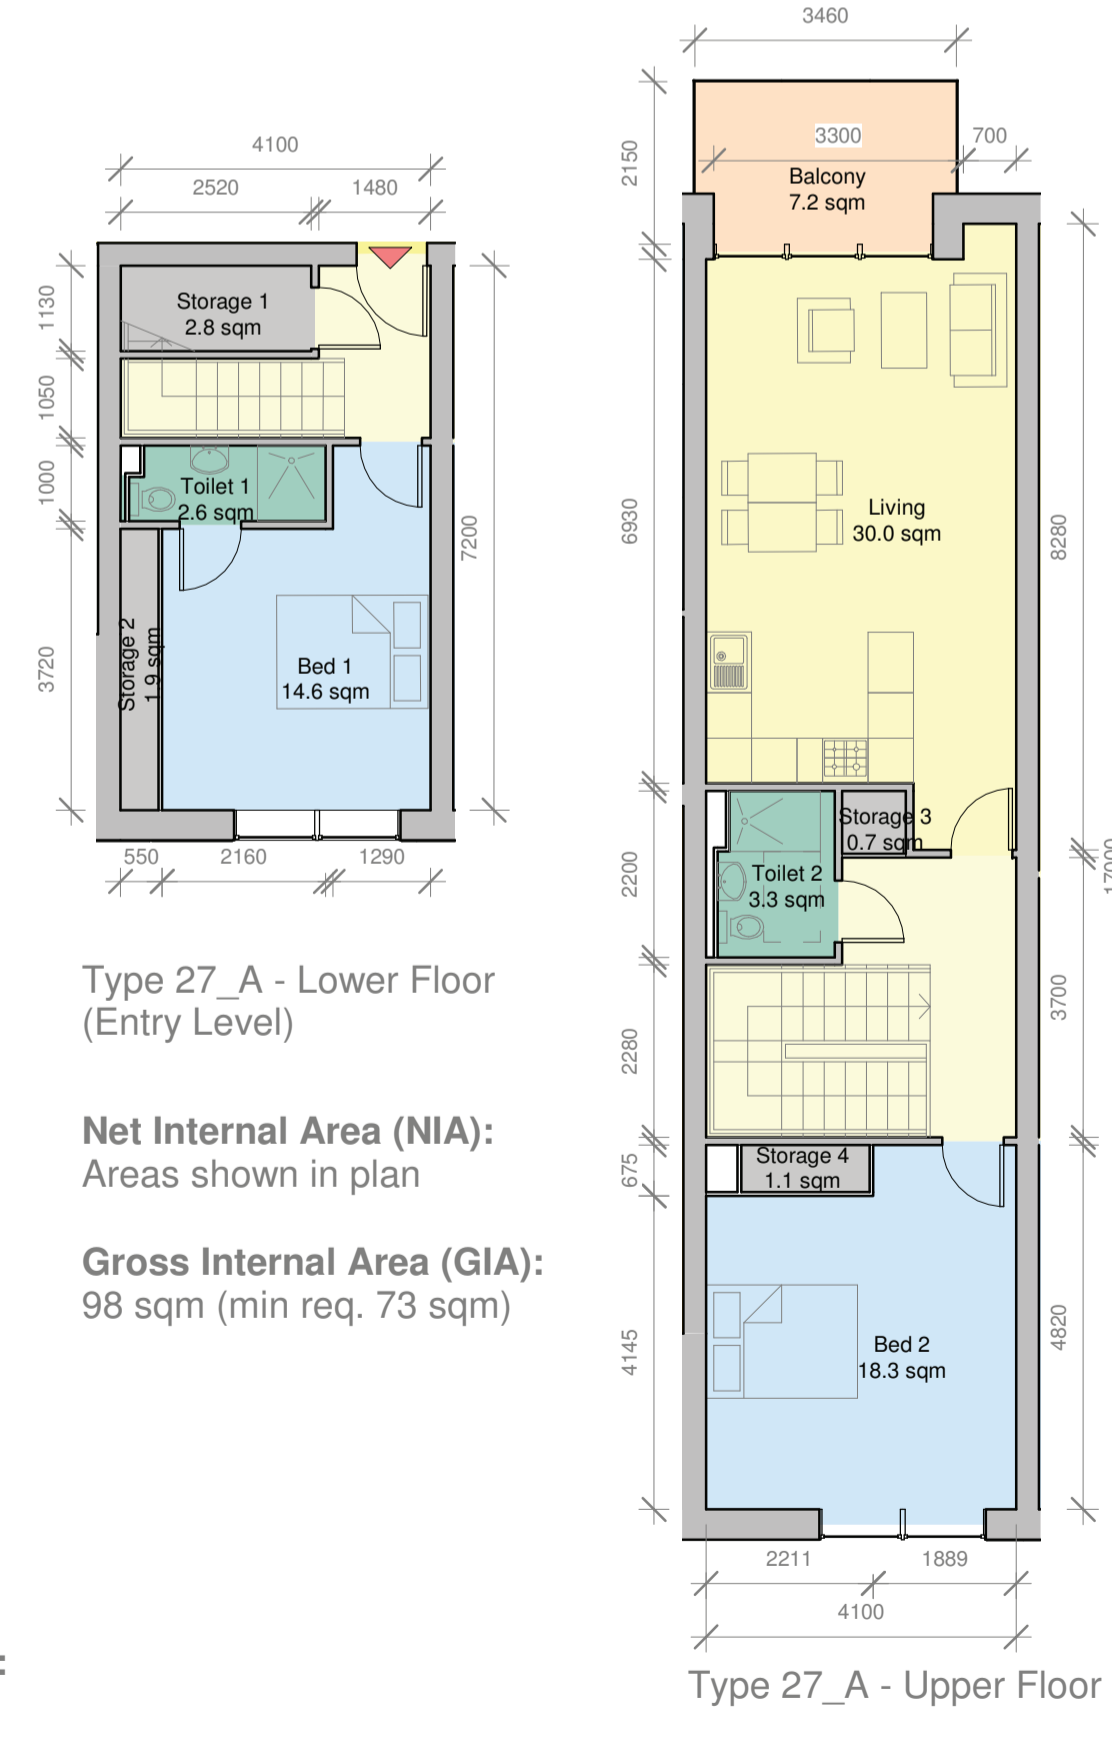 4100
2520
1480
1130
1050
1000
3720
7200
Storage 1
2.8 sqm
Toilet 1
2.6 sqm
Storage 2
1.9 sqm
Bed 1
14.6 sqm
550
2160
1290
Type 27_A - Lower Floor
(Entry Level)
Net Internal Area (NIA):
Areas shown in plan
Gross Internal Area (GIA):
98 sqm (min req. 73 sqm)
:
3460
2150
3300
700
Balcony
7.2 sqm
6930
8280
Living
30.0 sqm
Storage 3
0.7 sqm
Toilet 2
3.3 sqm
2200
17000
2280
3700
675
Storage 4
1.1 sqm
4145
4820
Bed 2
18.3 sqm
2211
1889
4100
Type 27_A - Upper Floor